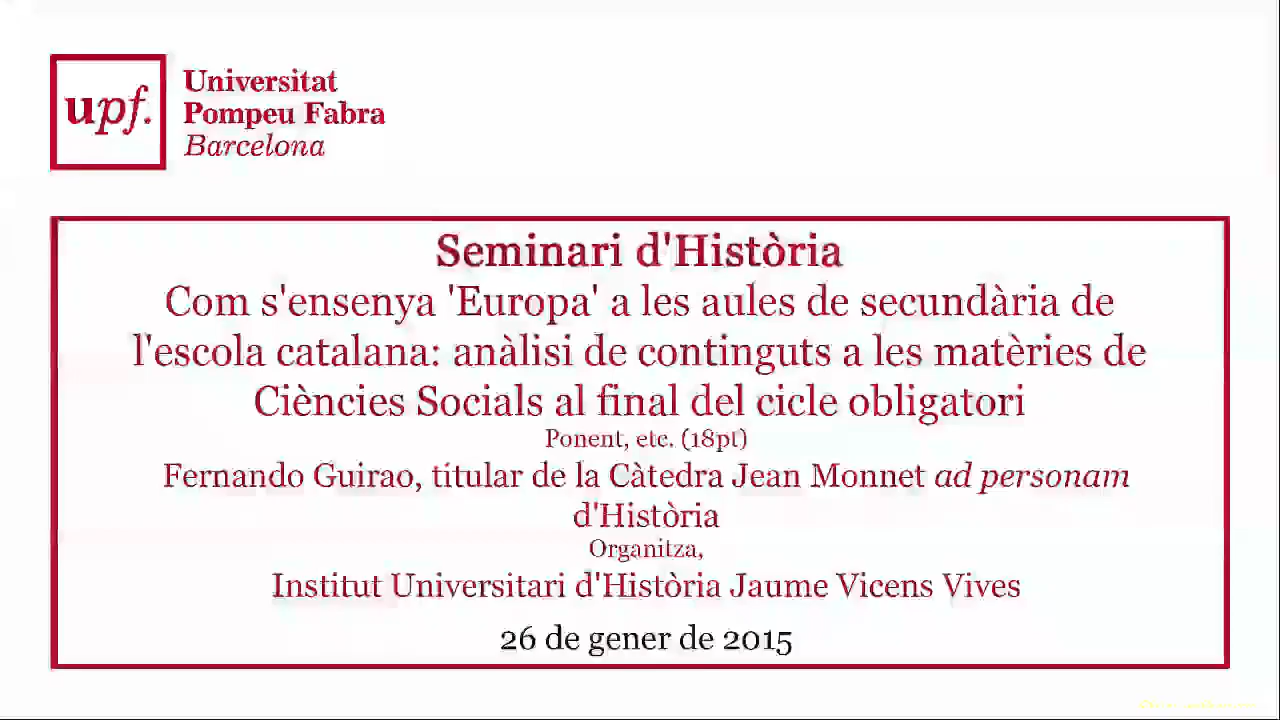 upf.
Universitat
Pompeu Fabra
Barcelona
Seminari d'Història
Com s'ensenya 'Europa' a les aules de secundària de
l'escola catalana: anàlisi de continguts a les matèries de
Ciències Socials al final del cicle obligatori
Ponent, etc. (18pt)
Fernando Guirao, titular de la Càtedra Jean Monnet ad personam
d'Història
Organitza,
Institut Universitari d'Història Jaume Vicens Vives
26 de gener de 2015